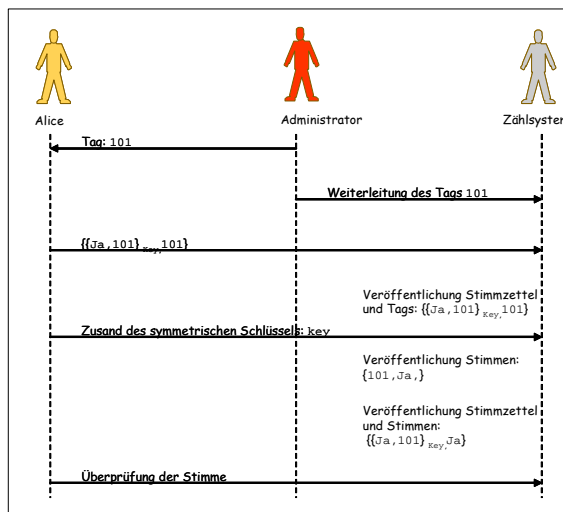 Alice
Administrator
Zählsystem
Tag: 101
Weiterleitung des Tags 101
{{Ja,101}Key,101}
Veröffentlichung Stimmzettel
und Tags: {{Ja,101}Key,101}
Zusand des symmetrischen Schlüssels: key
Veröffentlichung Stimmen:
{101,Ja,}
Veröffentlichung Stimmzettel
und Stimmen:
{{Ja,101}Key,Ja}
Überprüfung der Stimme